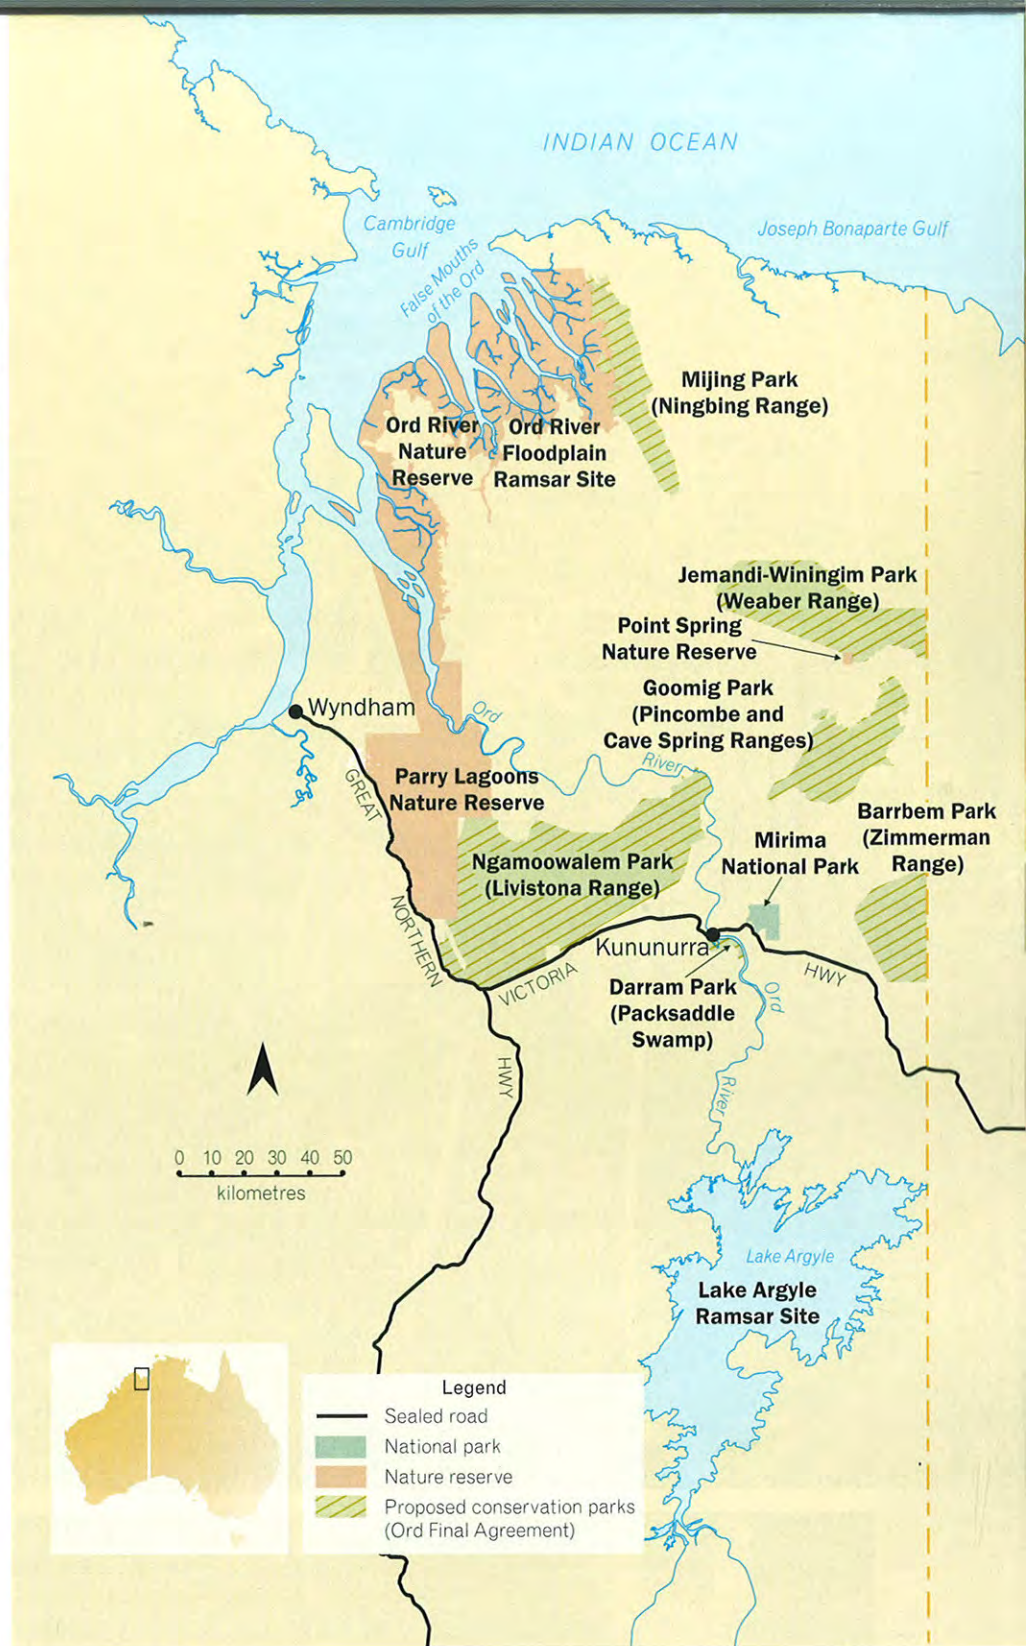 INDIAN OCEAN
Cambridge
Gulf
Joseph Bonaparte Gulf
False Mouths
of the Ord
Mijing Park
(Ningbing Range)
Ord River
Nature
Reserve
Ord River
Floodplain
Ramsar Site
Jemandi-Winingim Park
(Weaber Range)
Point Spring
Nature Reserve
Goomig Park
(Pincombe and
Cave Spring Ranges)
Wyndham
Ord
River
GREAT
Parry Lagoons
Nature Reserve
Barrbem Park
(Zimmerman
Range)
Mirima
National Park
Ngamoowalem Park
(Livistona Range)
NORTHERN
Kununurra
VICTORIA
HWY
Darram Park
(Packsaddle
Swamp)
Ord
River
HWY
0 10 20 30 40 50
kilometres
Lake Argyle
Lake Argyle
Ramsar Site
Legend
Sealed road
National park
Nature reserve
Proposed conservation parks
(Ord Final Agreement)